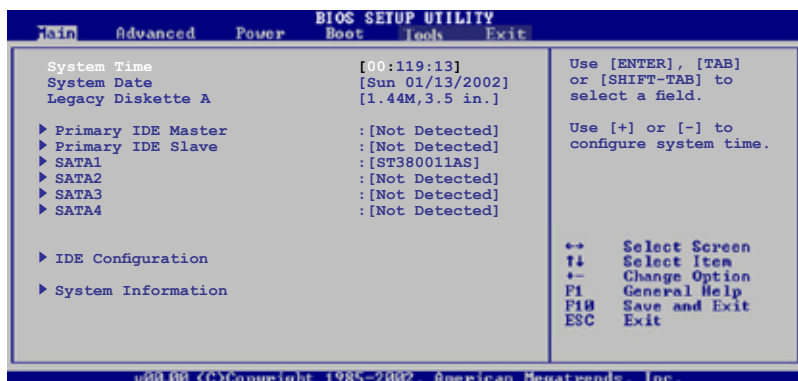 BIOS SETUP UTILITY
Main Advanced Power Boot Tools Exit
System Time [00:119:13]
System Date [Sun 01/13/2002]
Legacy Diskette A [1.44M,3.5 in.]
Primary IDE Master :[Not Detected]
Primary IDE Slave :[Not Detected]
SATA1 :[ST380011AS]
SATA2 :[Not Detected]
SATA3 :[Not Detected]
SATA4 :[Not Detected]
IDE Configuration
System Information
Use [ENTER], [TAB]
or [SHIFT-TAB] to
select a field.
Use [+] or [-] to
configure system time.
↔ Select Screen
↑↓ Select Item
+- Change Option
F1 General Help
F10 Save and Exit
ESC Exit
v00.00 (C)Copyright 1985-2002, American Megatrends, Inc.